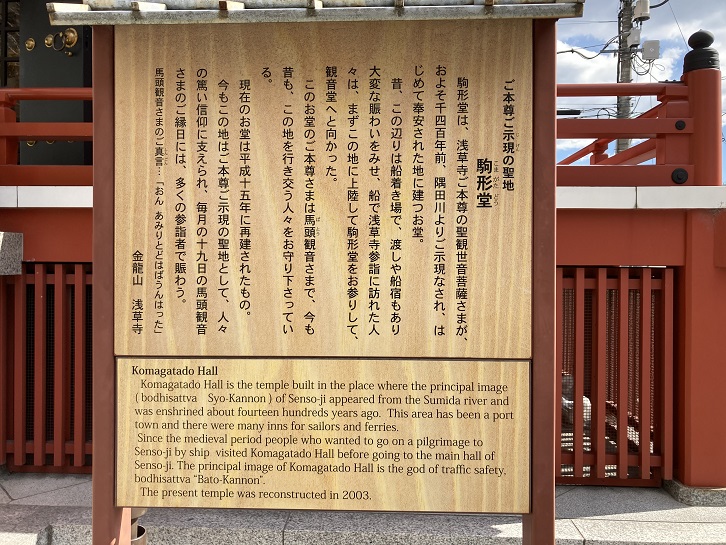 ご本尊ご示現の聖地
駒形堂
駒形堂は、浅草寺ご本尊の聖観世音菩薩さまが、
およそ千四百年前、隅田川よりご示現なされ、は
じめて奉安された地に建つお堂。
昔、この辺りは船着き場で、渡しや船宿もあり
大変な賑わいをみせ、船で浅草寺参詣に訪れた人
々は、まずこの地に上陸して駒形堂をお参りして、
観音堂へと向かった。
このお堂のご本尊さまは馬頭観音さまで、今も
昔も、この地を行き交う人々をお守り下さってい
る。
現在のお堂は平成十五年に再建されたもの。
今もこの地はご本尊ご示現の聖地として、人々
の篤い信仰に支えられ、毎月の十九日の馬頭観音
さまのご縁日には、多くの参詣者で賑わう。
馬頭観音さまのご真言…「おん あみりとどはばうんはった」
金龍山 浅草寺
Komagatado Hall
Komagatado Hall is the temple built in the place where the principal image
( bodhisattva Syo-Kannon ) of Senso-ji appeared from the Sumida river and
was enshrined about fourteen hundreds years ago. This area has been a port
town and there were many inns for sailors and ferries.
Since the medieval period people who wanted to go on a pilgrimage to
Senso-ji by ship visited Komagatado Hall before going to the main hall of
Senso-ji. The principal image of Komagatado Hall is the god of traffic safety,
bodhisattva "Bato-Kannon".
The present temple was reconstructed in 2003.